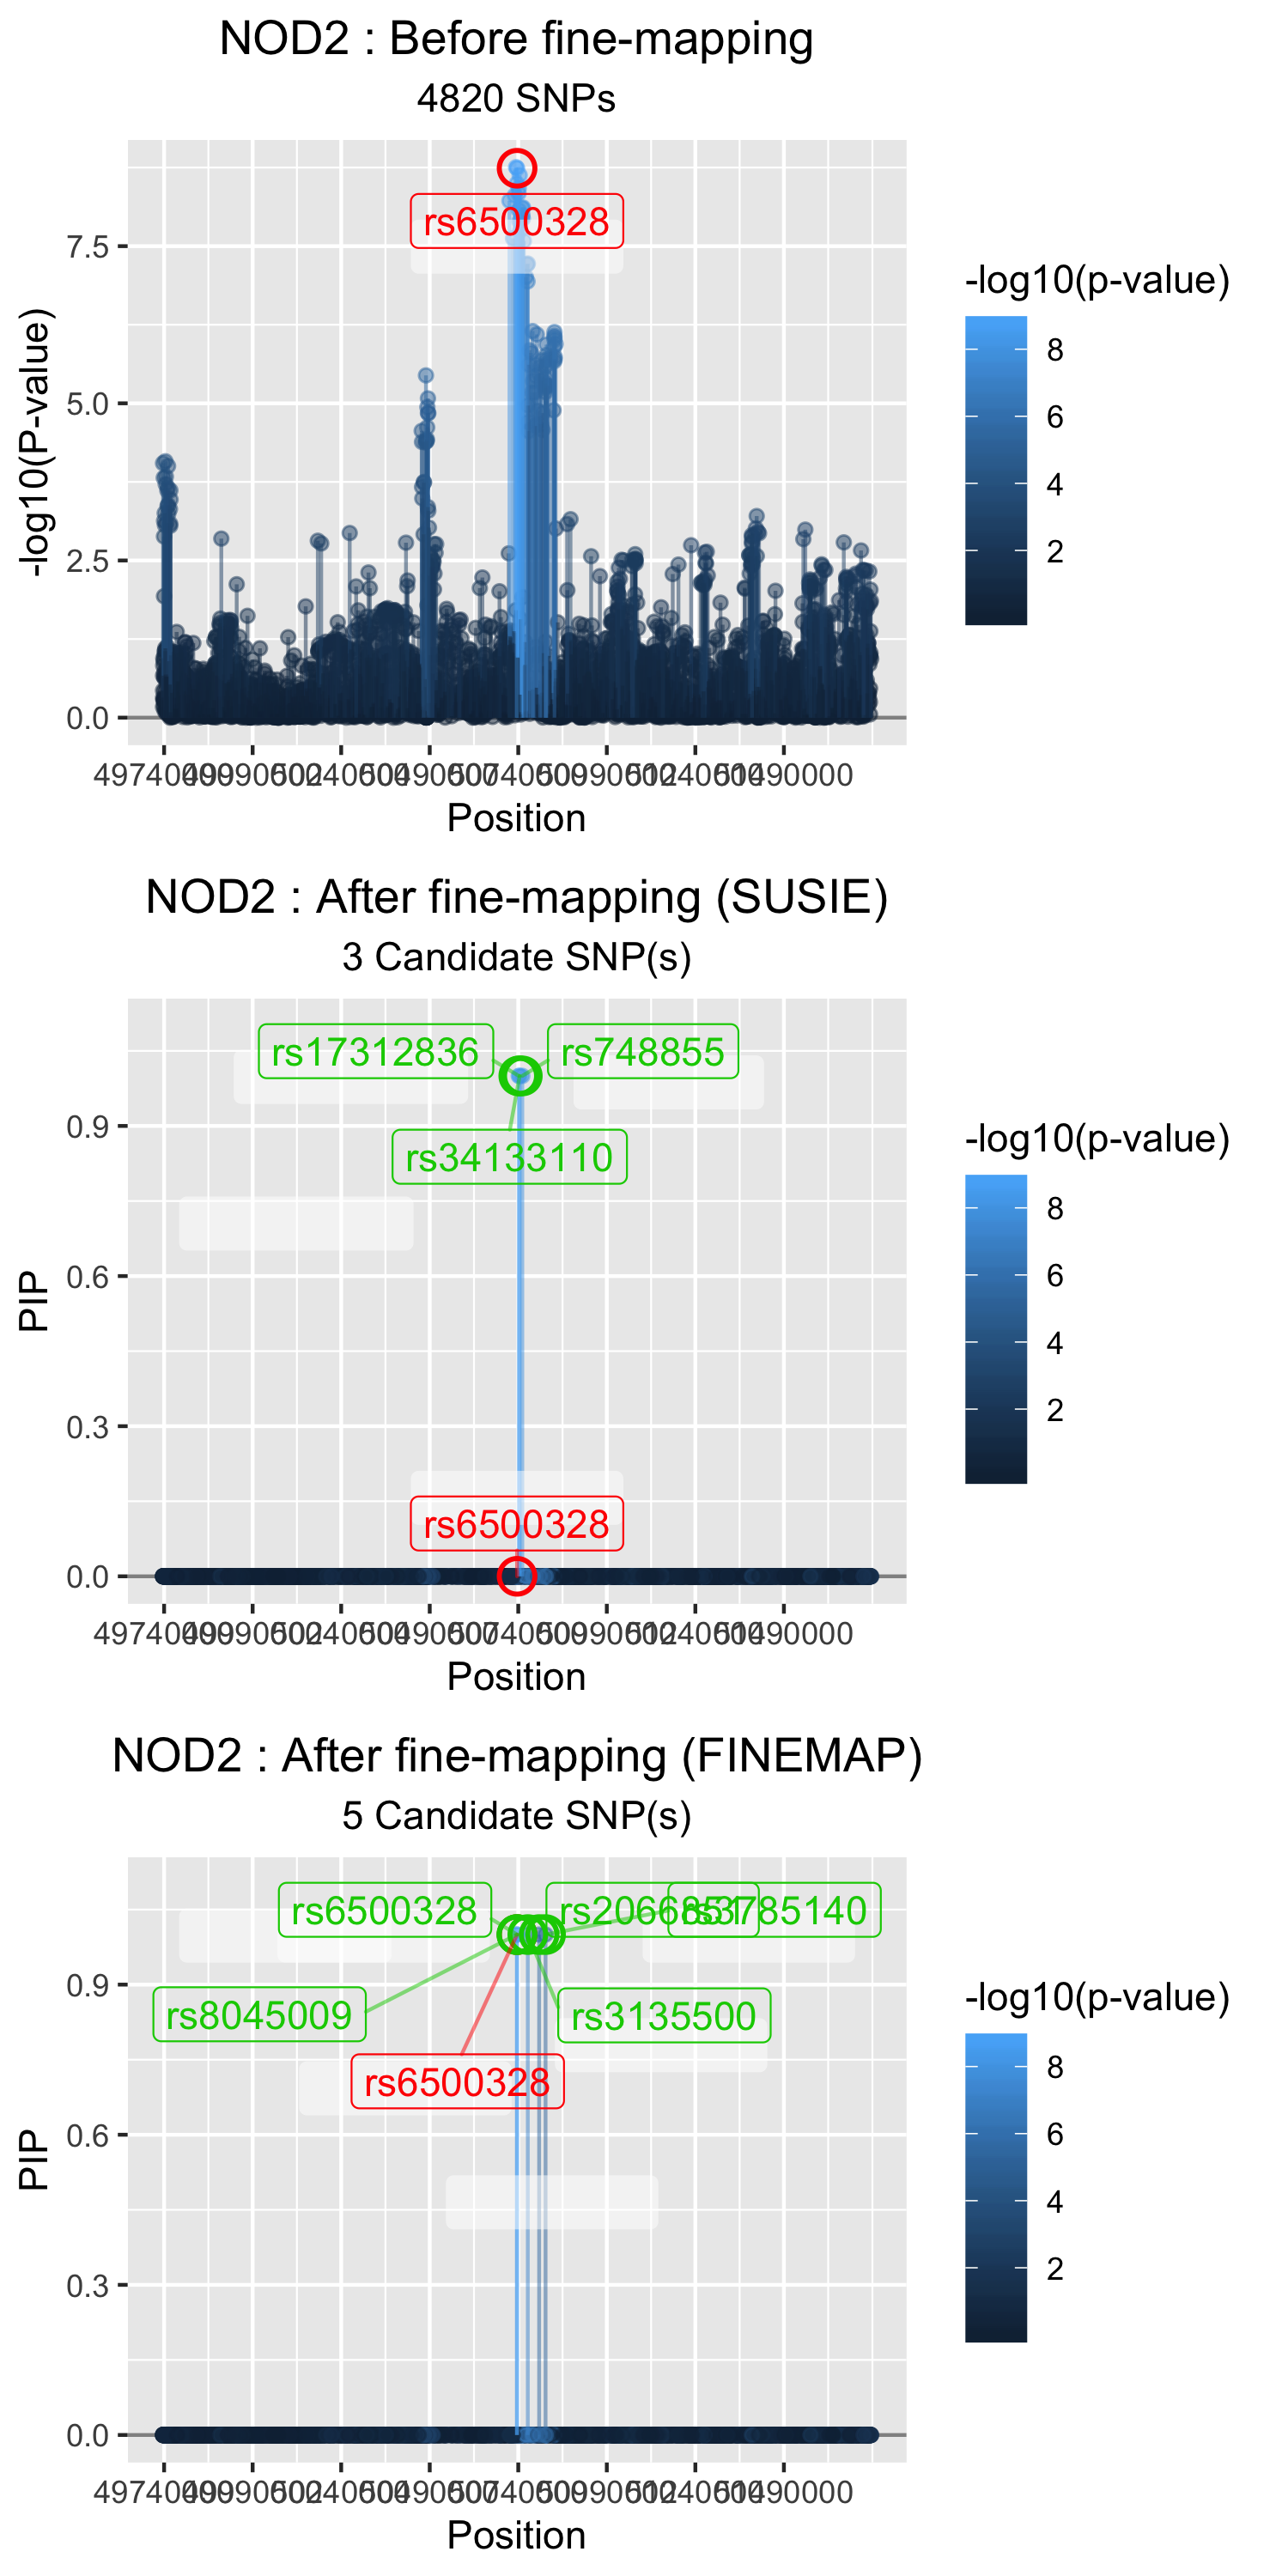 NOD2 : Before fine-mapping
4820 SNPs
rs6500328
-log10(P-value)
7.5
5.0
2.5
0.0
Position
-log10(p-value)
8
6
4
2
NOD2 : After fine-mapping (SUSIE)
3 Candidate SNP(s)
rs17312836
rs748855
rs34133110
rs6500328
PIP
0.9
0.6
0.3
0.0
Position
-log10(p-value)
8
6
4
2
NOD2 : After fine-mapping (FINEMAP)
5 Candidate SNP(s)
rs6500328
rs3785140
rs8045009
rs3135500
rs6500328
PIP
0.9
0.6
0.3
0.0
Position
-log10(p-value)
8
6
4
2